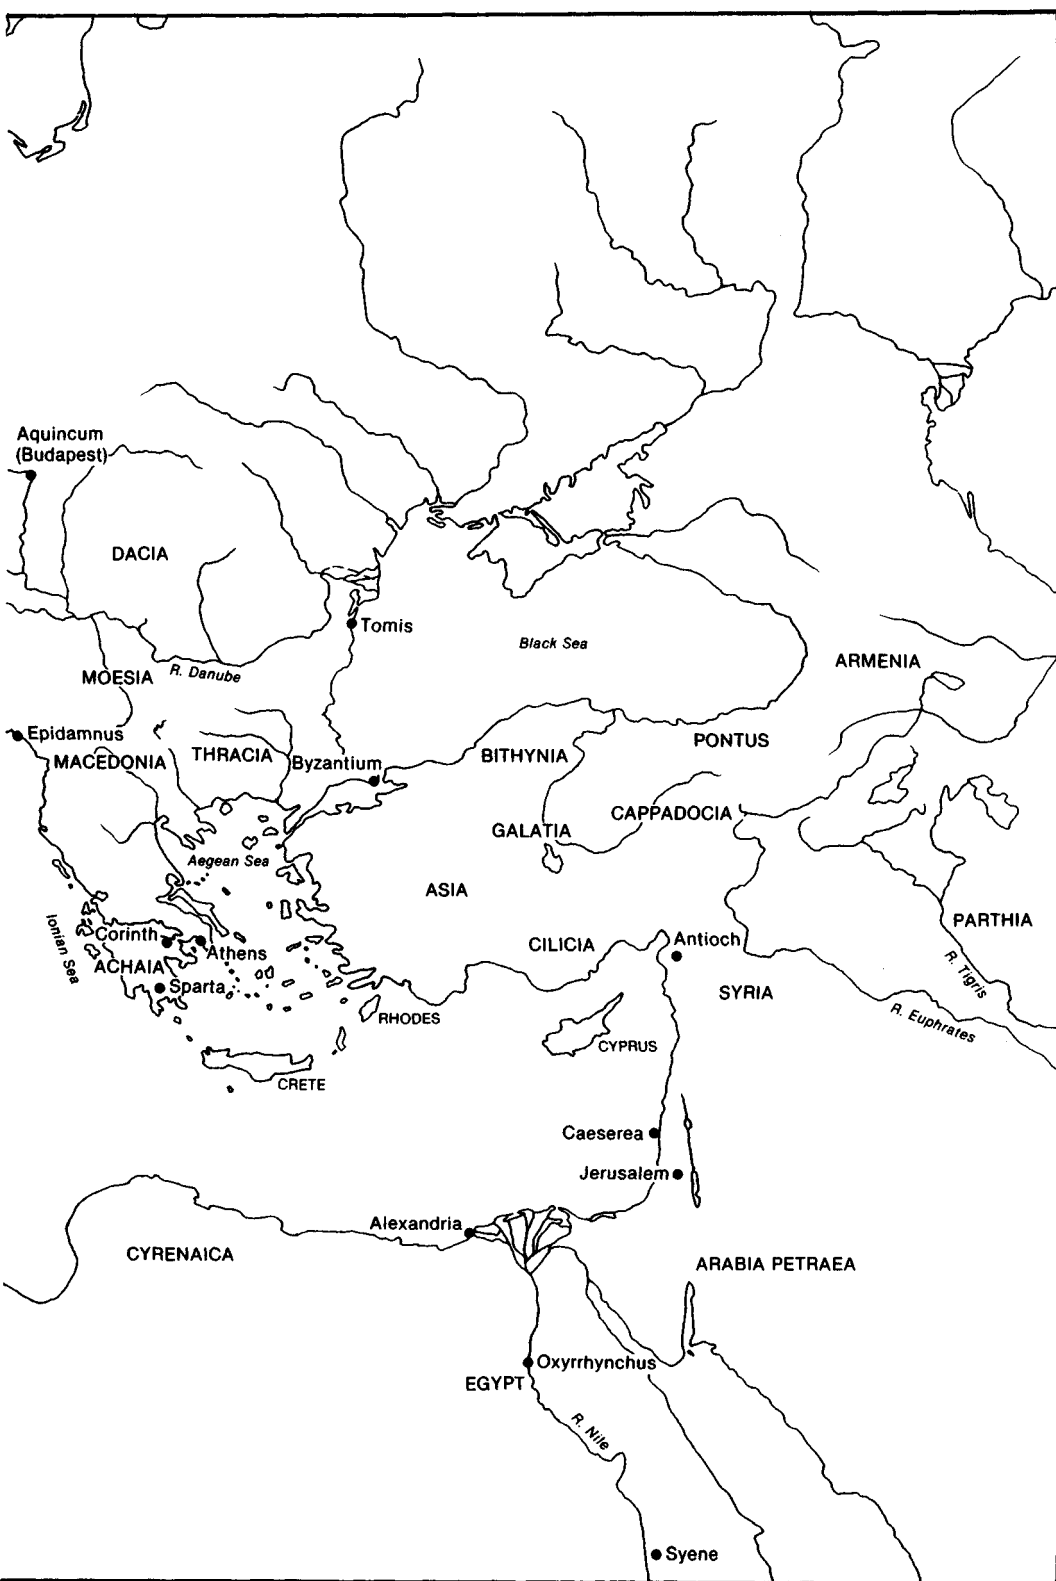 Aquincum
(Budapest)
DACIA
Tomis
Black Sea
MOESIA
R. Danube
ARMENIA
Epidamnus
MACEDONIA
THRACIA
Byzantium
BITHYNIA
PONTUS
CAPPADOCIA
GALATIA
Aegean Sea
ASIA
Ionian Sea
PARTHIA
Corinth
Athens
CILICIA
Antioch
ACHAIA
Sparta
SYRIA
R. Tigris
RHODES
R. Euphrates
CYPRUS
CRETE
Caeserea
Jerusalem
Alexandria
CYRENAICA
ARABIA PETRAEA
Oxyrrhynchus
EGYPT
R. Nile
Syene